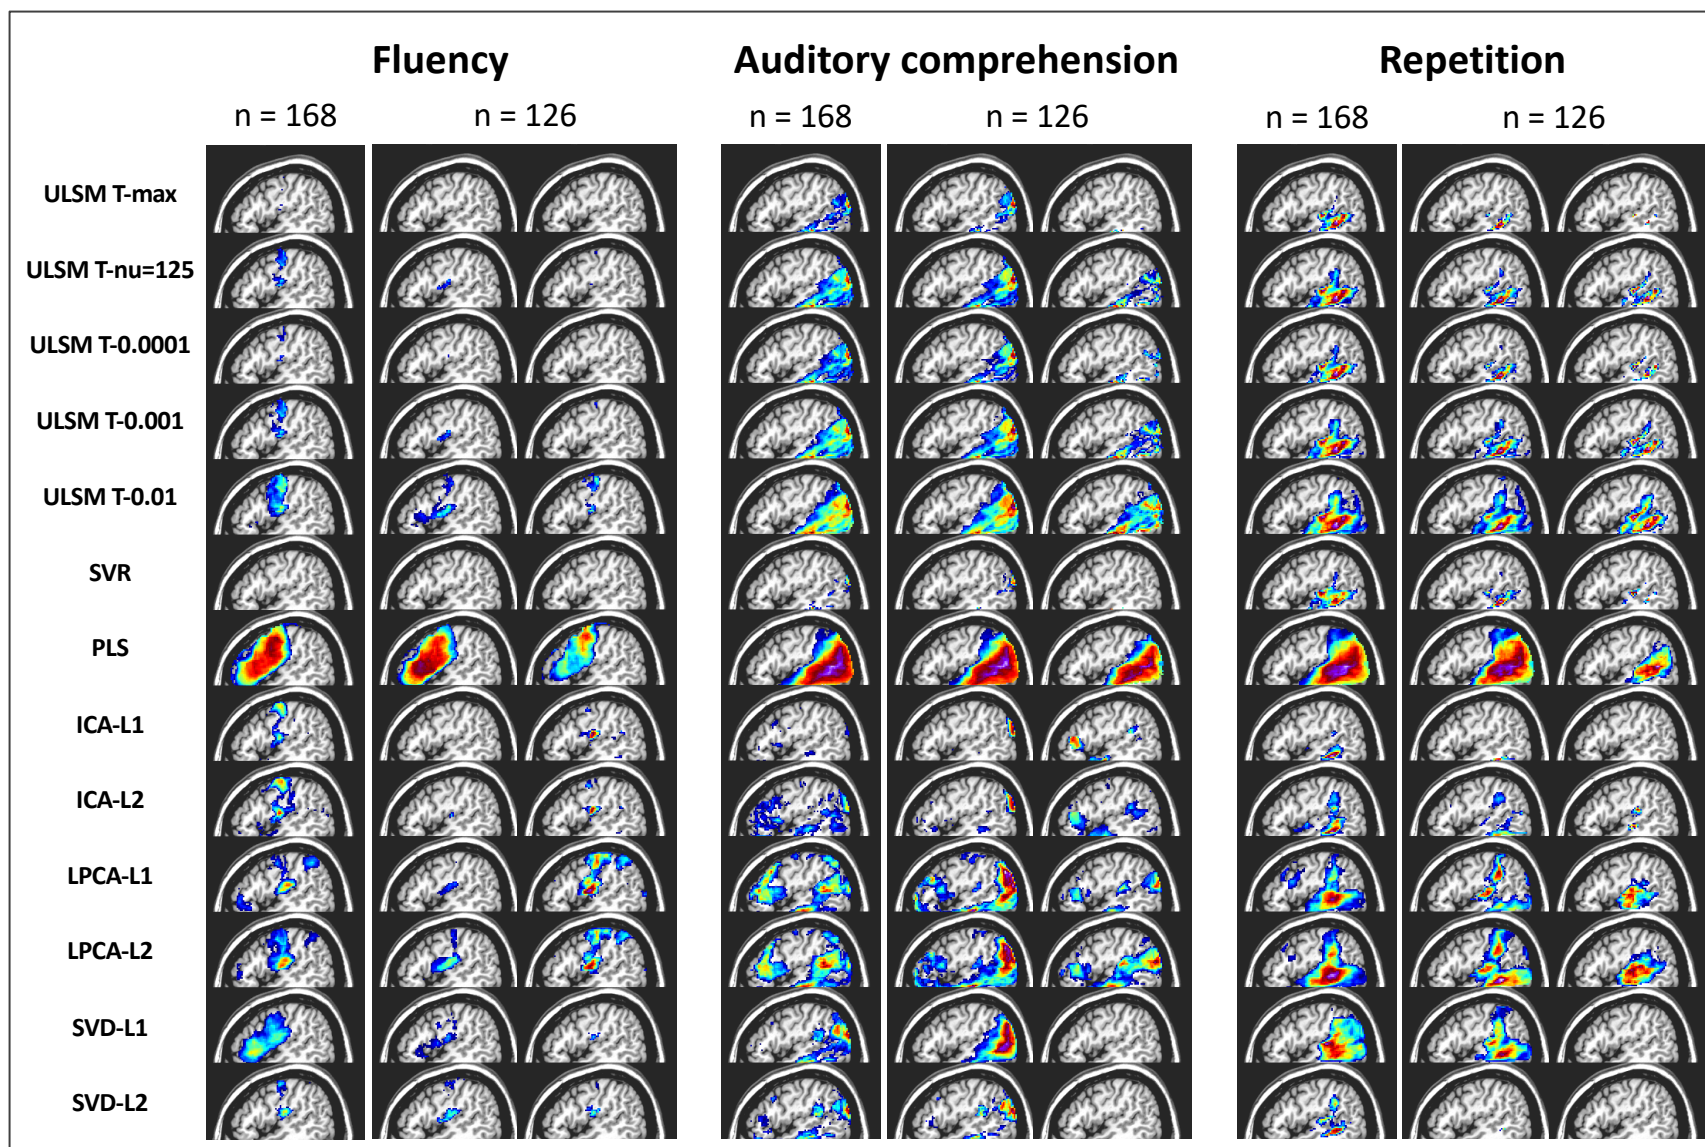 Fluency Auditory comprehension Repetition
n = 168 n = 126 n = 168 n = 126 n = 168 n = 126
ULSM T-max
ULSM T-nu=125
ULSM T-0.0001
ULSM T-0.001
ULSM T-0.01
SVR
PLS
ICA-L1
ICA-L2
LPCA-L1
LPCA-L2
SVD-L1
SVD-L2